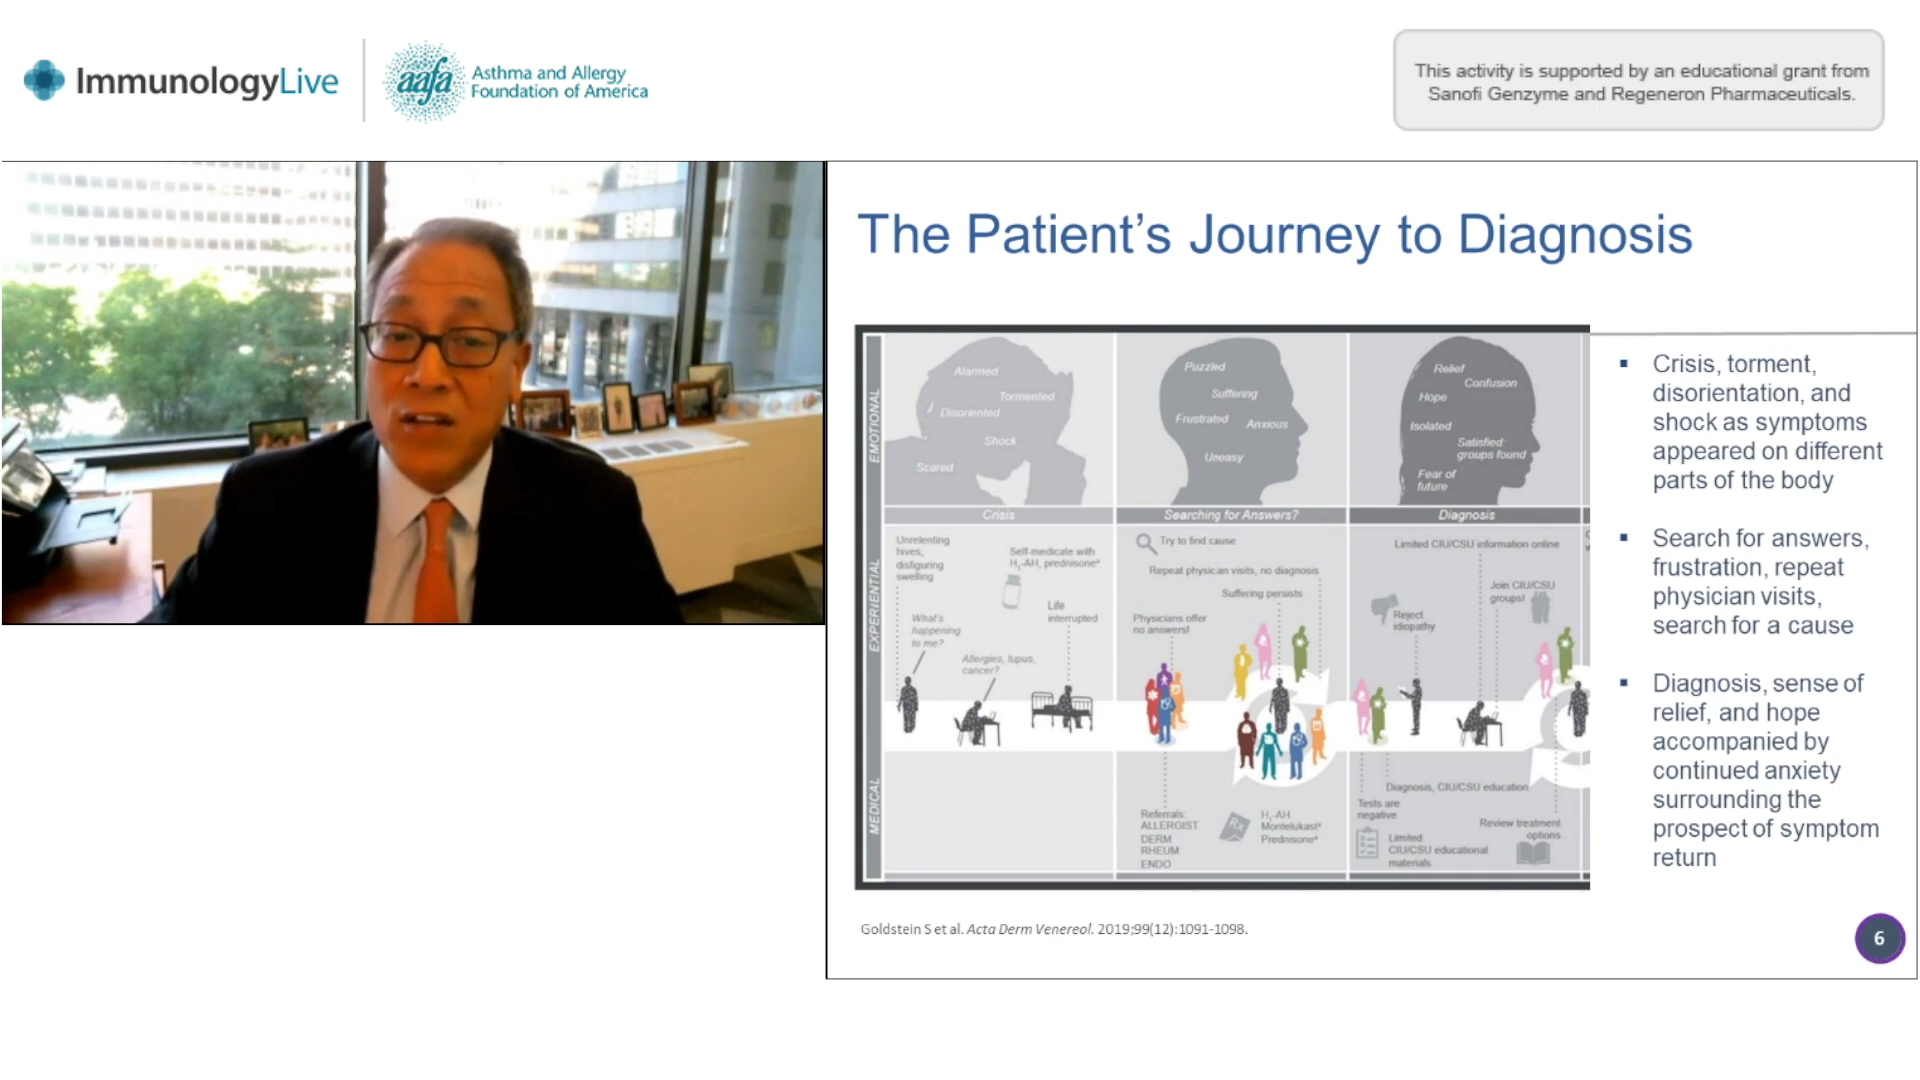 ImmunologyLive
aafa
Asthma and Allergy
Foundation of America
This activity is supported by an educational grant from
Sanofi Genzyme and Regeneron Pharmaceuticals.
The Patient's Journey to Diagnosis
EMOTIONAL
Alarmed
Tormented
Disoriented
Shock
Scared
Puzzled
Suffering
Frustrated
Anxious
Uneasy
Relief
Confusion
Hope
Isolated
Satisfied:
groups found
Fear of
future
Crisis
Searching for Answers?
Diagnosis
EXPERIENTIAL
Unrelenting
hives,
disfiguring
swelling
Self-medicate with
H₁-AH, prednisoneᵃ
What's
happening
to me?
Life
interrupted
Allergies, lupus,
cancer?
Try to find cause
Repeat physican visits, no diagnosis
Suffering persists
Physicians offer
no answers!
Limited CIU/CSU information online
Join CIU/CSU
groups!
Reject
idiopathy
MEDICAL
Referrals:
ALLERGIST
DERM
RHEUM
ENDO
Rx
H₁-AH
Montelukastᵃ
Prednisoneᵃ
Diagnosis, CIU/CSU education
Tests are
negative
Limited
CIU/CSU educational
materials
Review treatment
options
▪ Crisis, torment,
disorientation, and
shock as symptoms
appeared on different
parts of the body
▪ Search for answers,
frustration, repeat
physician visits,
search for a cause
▪ Diagnosis, sense of
relief, and hope
accompanied by
continued anxiety
surrounding the
prospect of symptom
return
Goldstein S et al. Acta Derm Venereol. 2019;99(12):1091-1098.
6